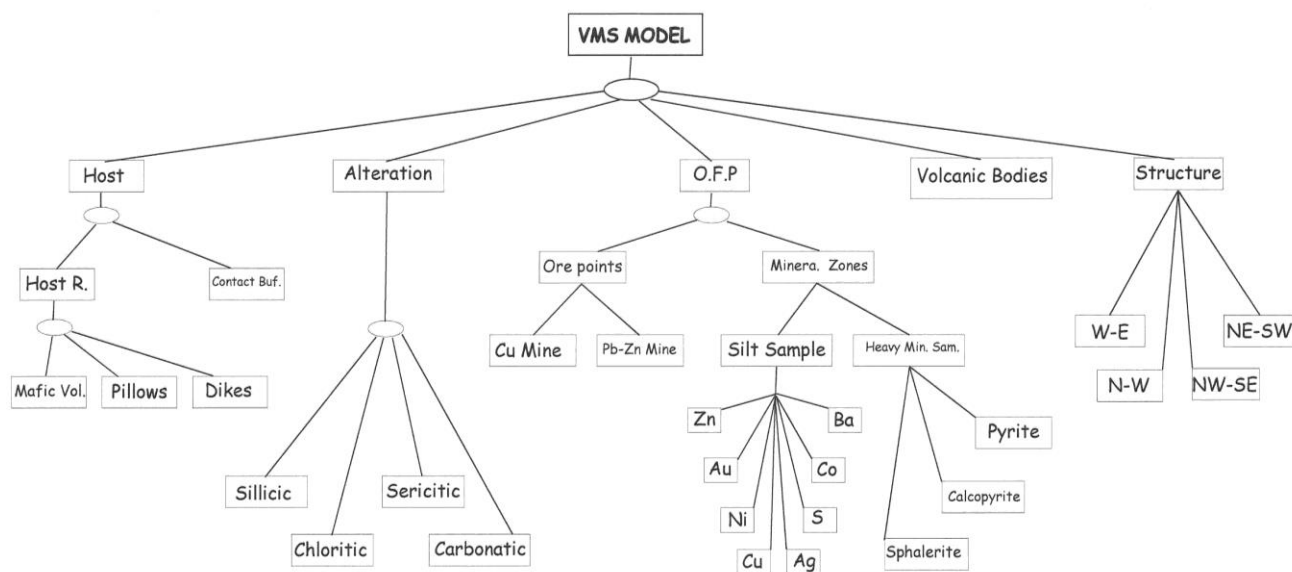 VMS MODEL
Host
Alteration
O.F.P
Volcanic Bodies
Structure
Host R.
Contact Buf.
Ore points
Minera. Zones
W-E
NE-SW
N-W
NW-SE
Cu Mine
Pb-Zn Mine
Silt Sample
Heavy Min. Sam.
Mafic Vol.
Pillows
Dikes
Zn
Ba
Pyrite
Au
Co
Sillicic
Sericitic
Calcopyrite
Ni
S
Chloritic
Carbonatic
Cu
Ag
Sphalerite